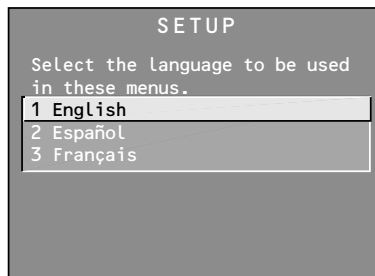 SETUP
Select the language to be used
in these menus.
1 English
2 Español
3 Français